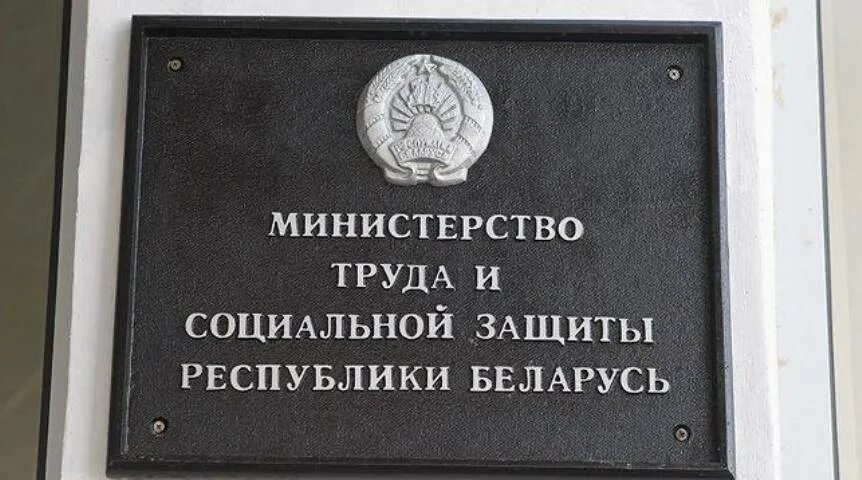 МИНИСТЕРСТВО
ТРУДА И
СОЦИАЛЬНОЙ ЗАЩИТЫ
РЕСПУБЛИКИ БЕЛАРУСЬ